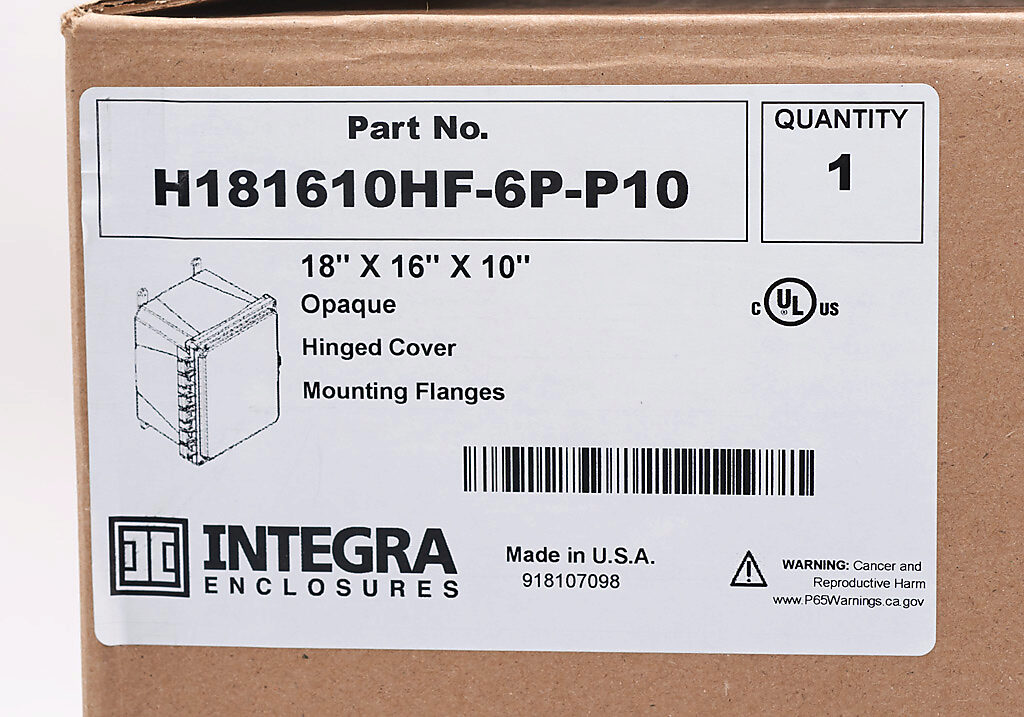 Part No.
H181610HF-6P-P10
QUANTITY
1
18" X 16" X 10"
Opaque
Hinged Cover
Mounting Flanges
C UL US
®
INTEGRA
ENCLOSURES
Made in U.S.A.
918107098
WARNING: Cancer and
Reproductive Harm
www.P65Warnings.ca.gov